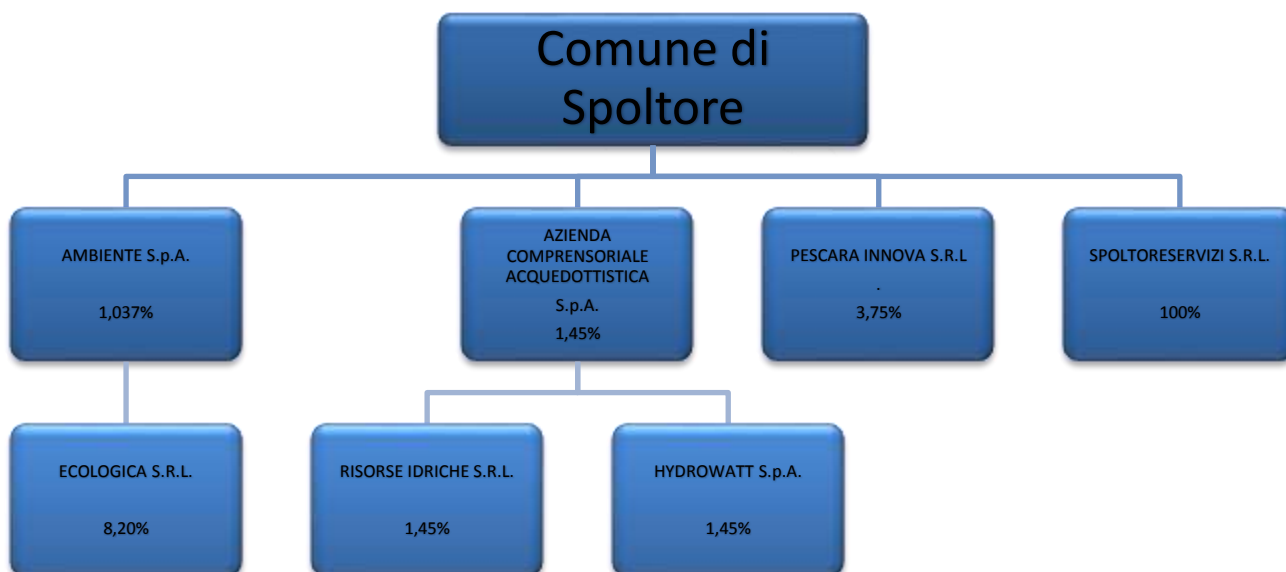 Comune di
Spoltore
AMBIENTE S.p.A.
1,037%
AZIENDA
COMPRENSORIALE
ACQUEDOTTISTICA
S.p.A.
1,45%
PESCARA INNOVA S.R.L
.
3,75%
SPOLTORESERVIZI S.R.L.
100%
ECOLOGICA S.R.L.
8,20%
RISORSE IDRICHE S.R.L.
1,45%
HYDROWATT S.p.A.
1,45%